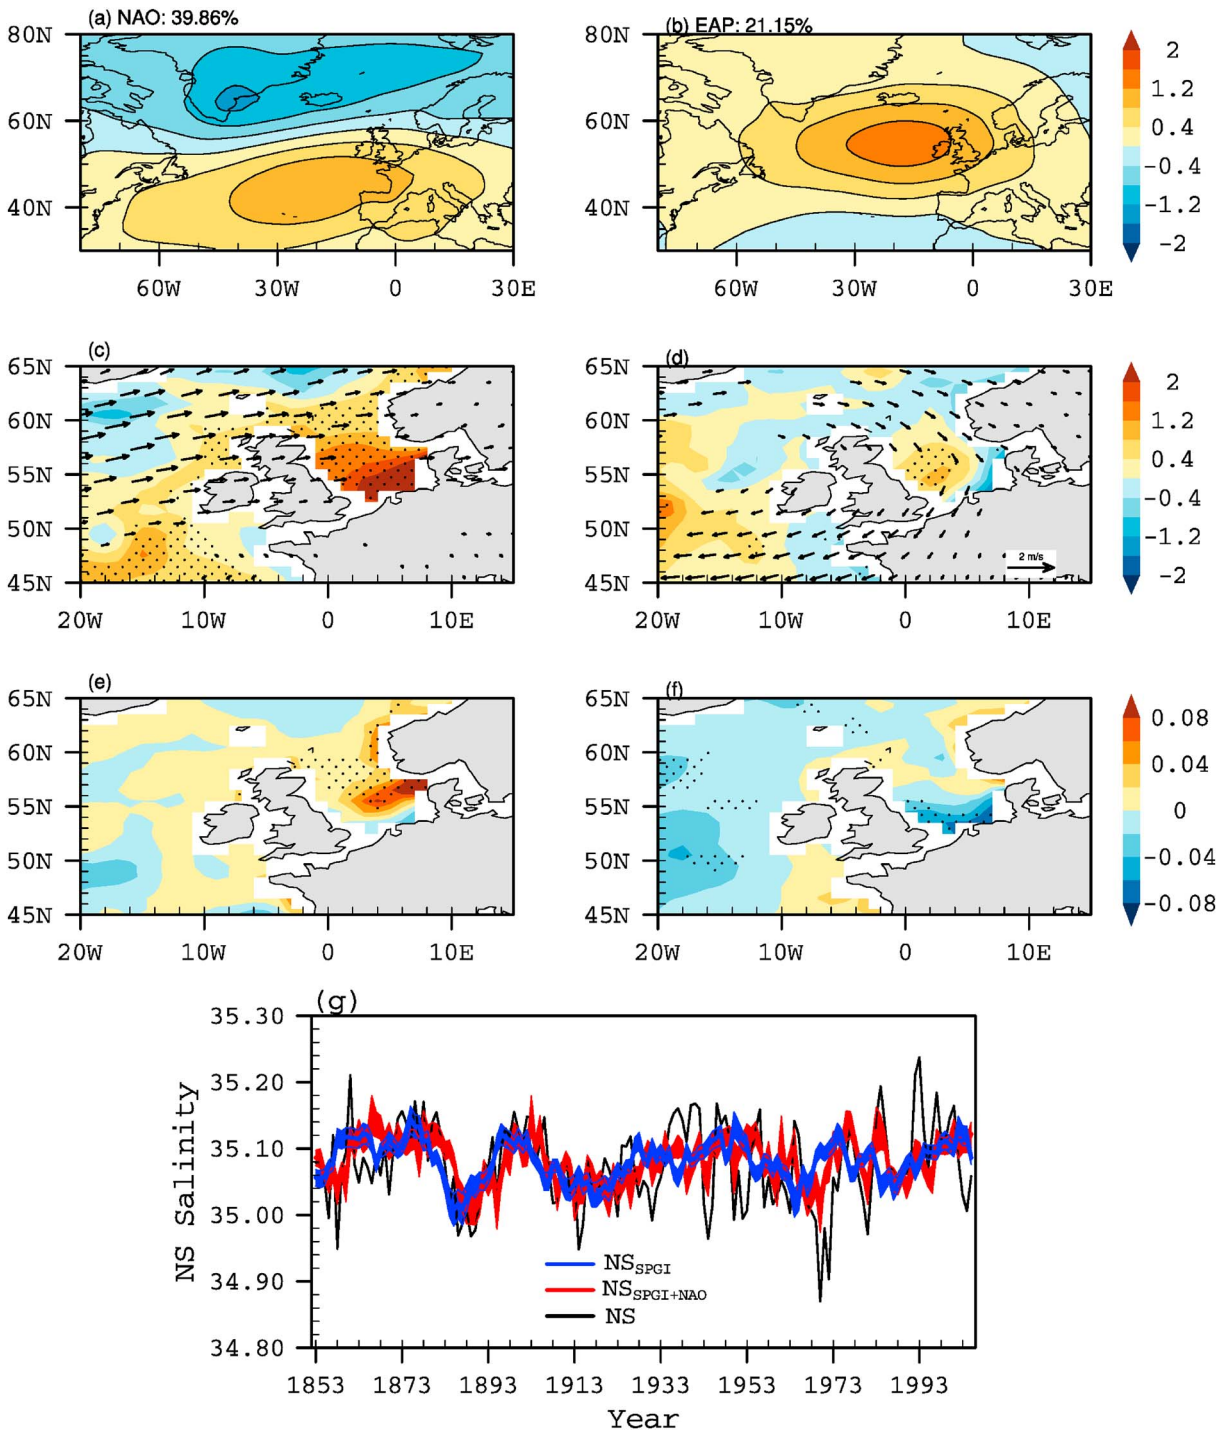 (a) NAO: 39.86%
(b) EAP: 21.15%
80N
60N
40N
60W 30W 0 30E
80N
60N
40N
60W 30W 0 30E
2
1.2
0.4
-0.4
-1.2
-2
(c)
65N
60N
55N
50N
45N
20W 10W 0 10E
(d)
65N
60N
55N
50N
45N
2 m/s
20W 10W 0 10E
2
1.2
0.4
-0.4
-1.2
-2
(e)
65N
60N
55N
50N
45N
20W 10W 0 10E
(f)
65N
60N
55N
50N
45N
20W 10W 0 10E
0.08
0.04
0
-0.04
-0.08
(g)
35.30
35.20
35.10
35.00
34.90
34.80
NS Salinity
NS SPGI
NS SPGI+NAO
NS
1853 1873 1893 1913 1933 1953 1973 1993
Year